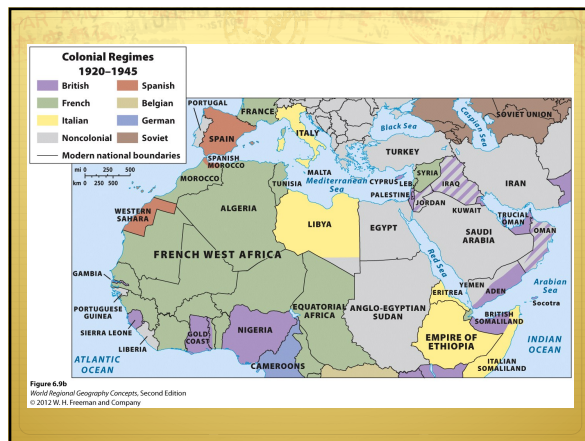 Colonial Regimes
1920–1945
British
Spanish
French
Belgian
Italian
German
Noncolonial
Soviet
Modern national boundaries
mi 0 250 500
km 0 250 500
PORTUGAL
FRANCE
SPAIN
ITALY
Black Sea
Caspian Sea
SOVIET UNION
TURKEY
SPANISH
MOROCCO
MOROCCO
TUNISIA
MALTA
Mediterranean
Sea
CYPRUS
LEB.
SYRIA
IRAQ
IRAN
PALESTINE
JORDAN
KUWAIT
WESTERN
SAHARA
ALGERIA
LIBYA
EGYPT
SAUDI
ARABIA
TRUCIAL
OMAN
OMAN
FRENCH WEST AFRICA
Red Sea
GAMBIA
PORTUGUESE
GUINEA
SIERRA LEONE
LIBERIA
GOLD
COAST
NIGERIA
CAMEROONS
EQUATORIAL
AFRICA
ANGLO-EGYPTIAN
SUDAN
ERITREA
YEMEN
ADEN
Arabian
Sea
Socotra
BRITISH
SOMALILAND
EMPIRE OF
ETHIOPIA
ITALIAN
SOMALILAND
INDIAN
OCEAN
ATLANTIC
OCEAN
Figure 6.9b
World Regional Geography Concepts, Second Edition
© 2012 W. H. Freeman and Company